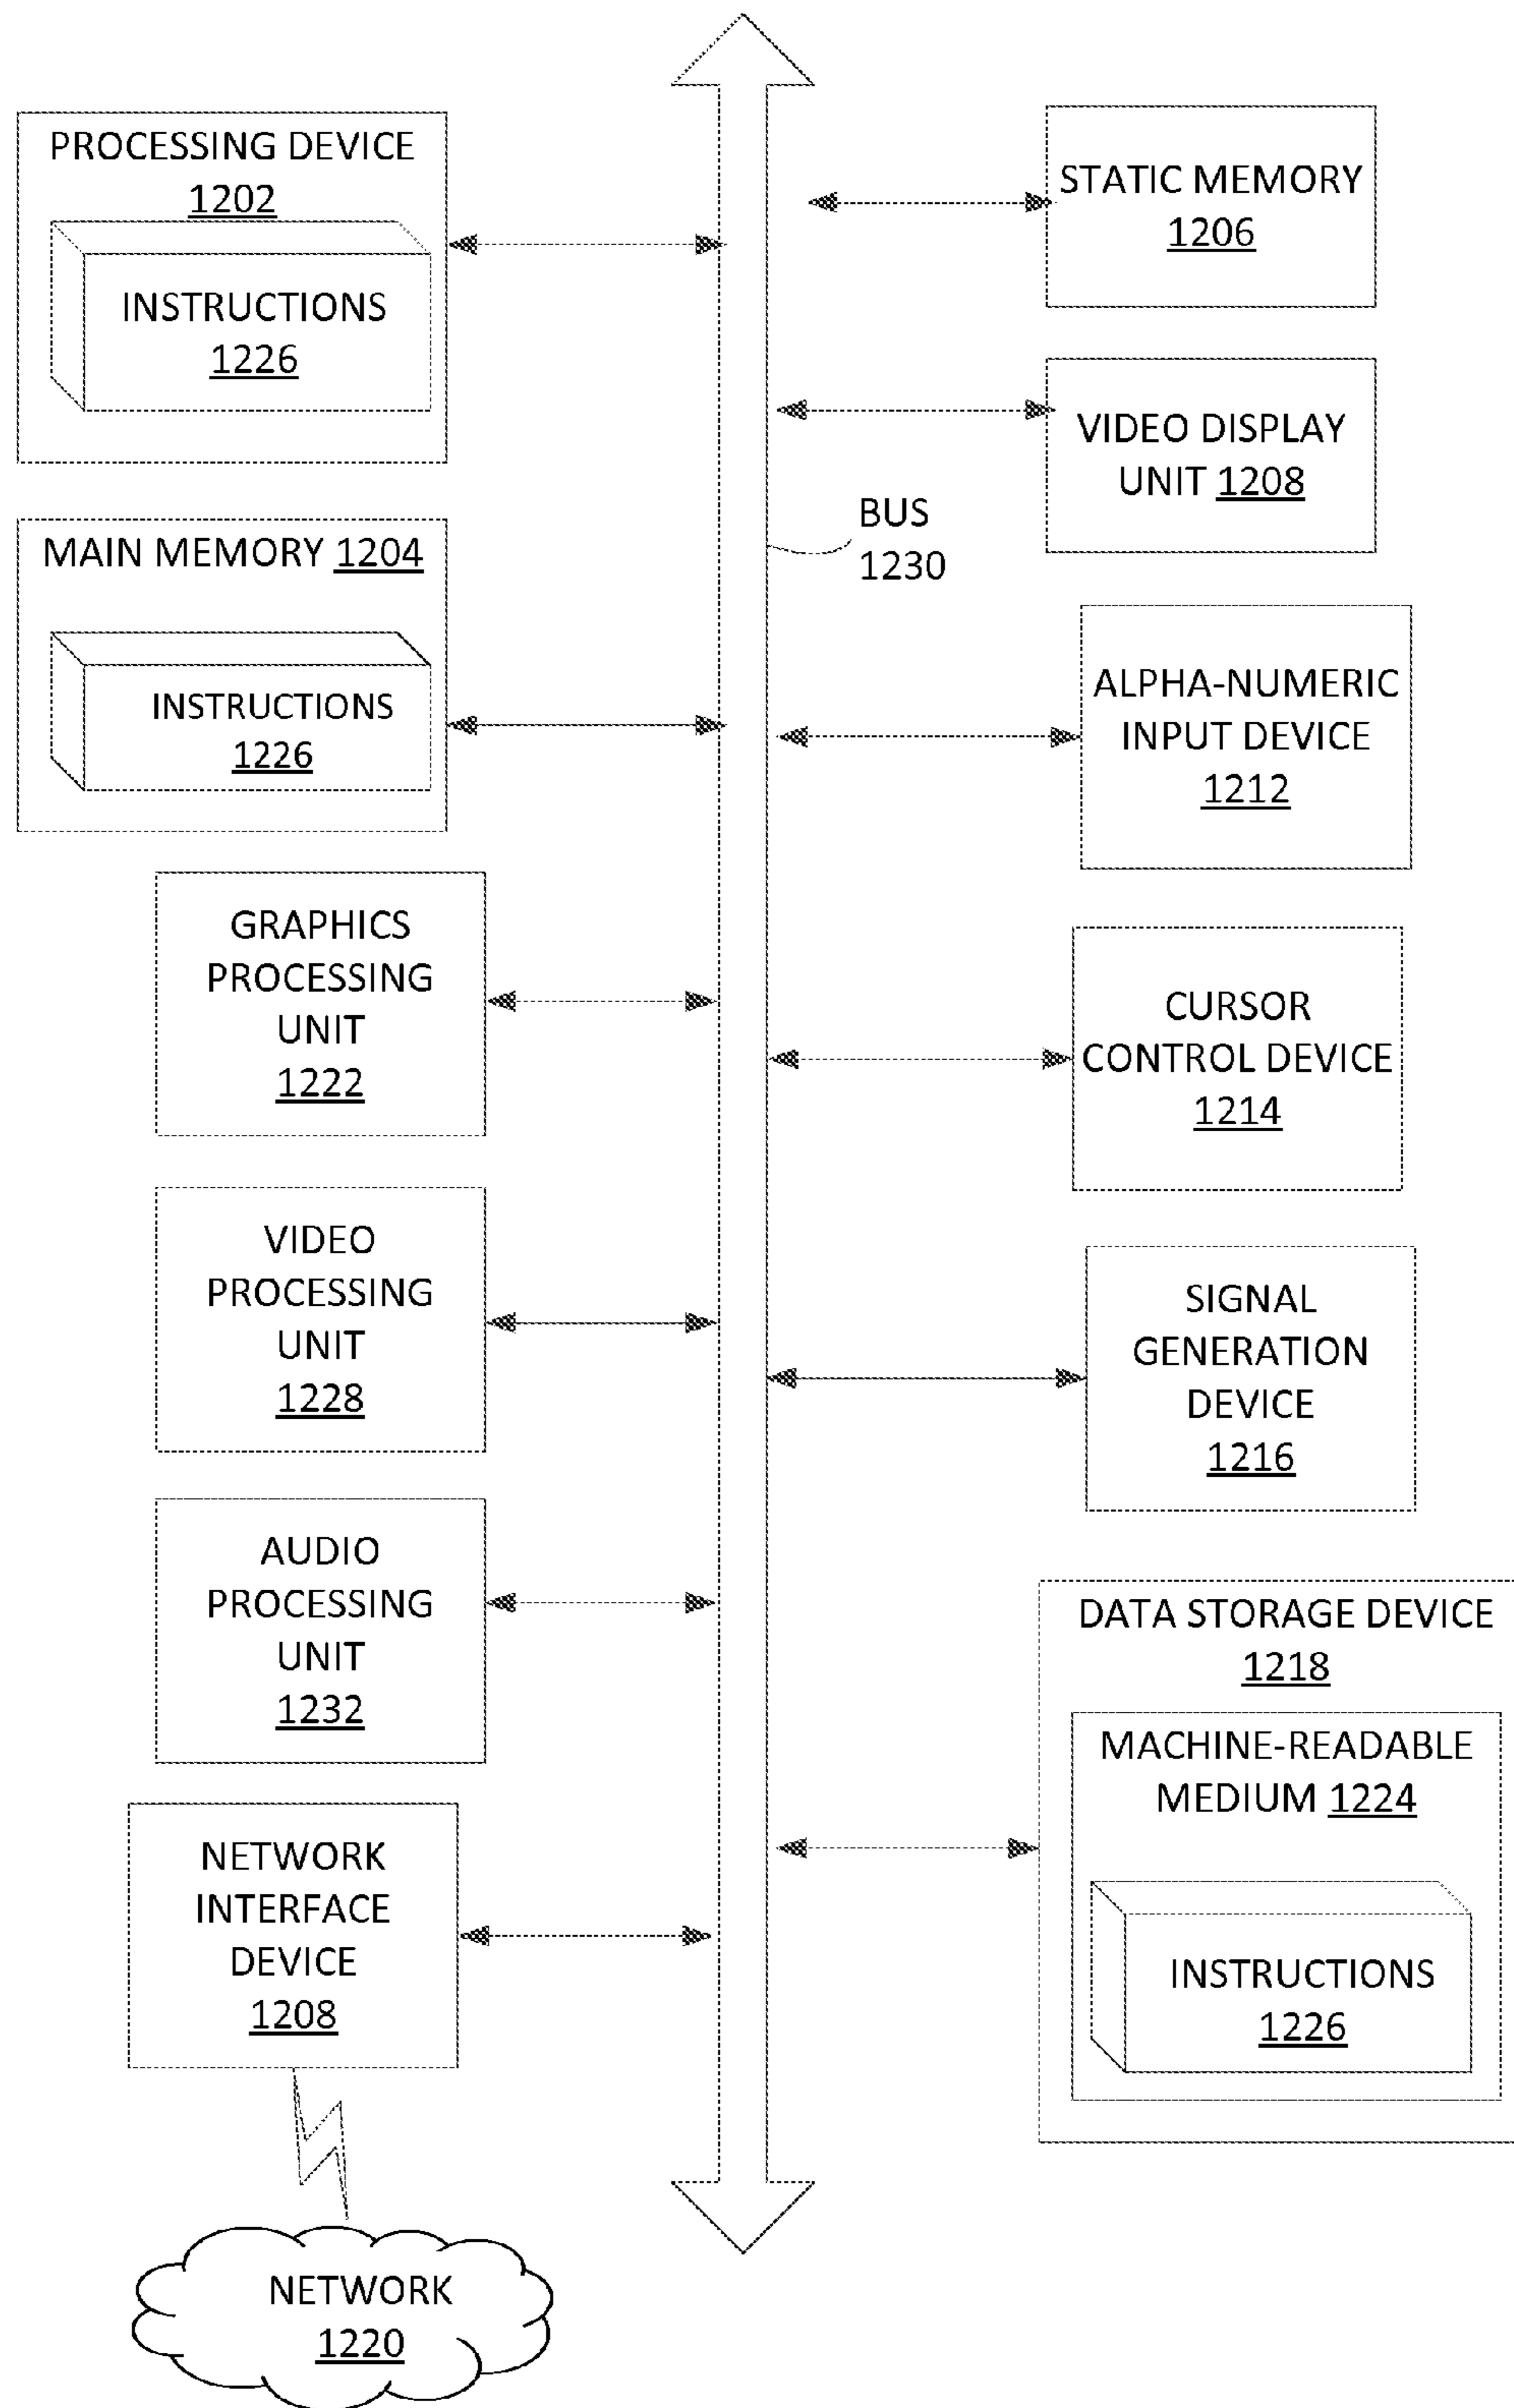 PROCESSING DEVICE
1202
INSTRUCTIONS
1226
MAIN MEMORY 1204
INSTRUCTIONS
1226
GRAPHICS
PROCESSING
UNIT
1222
VIDEO
PROCESSING
UNIT
1228
AUDIO
PROCESSING
UNIT
1232
NETWORK
INTERFACE
DEVICE
1208
NETWORK
1220
BUS
1230
STATIC MEMORY
1206
VIDEO DISPLAY
UNIT 1208
ALPHA-NUMERIC
INPUT DEVICE
1212
CURSOR
CONTROL DEVICE
1214
SIGNAL
GENERATION
DEVICE
1216
DATA STORAGE DEVICE
1218
MACHINE-READABLE
MEDIUM 1224
INSTRUCTIONS
1226